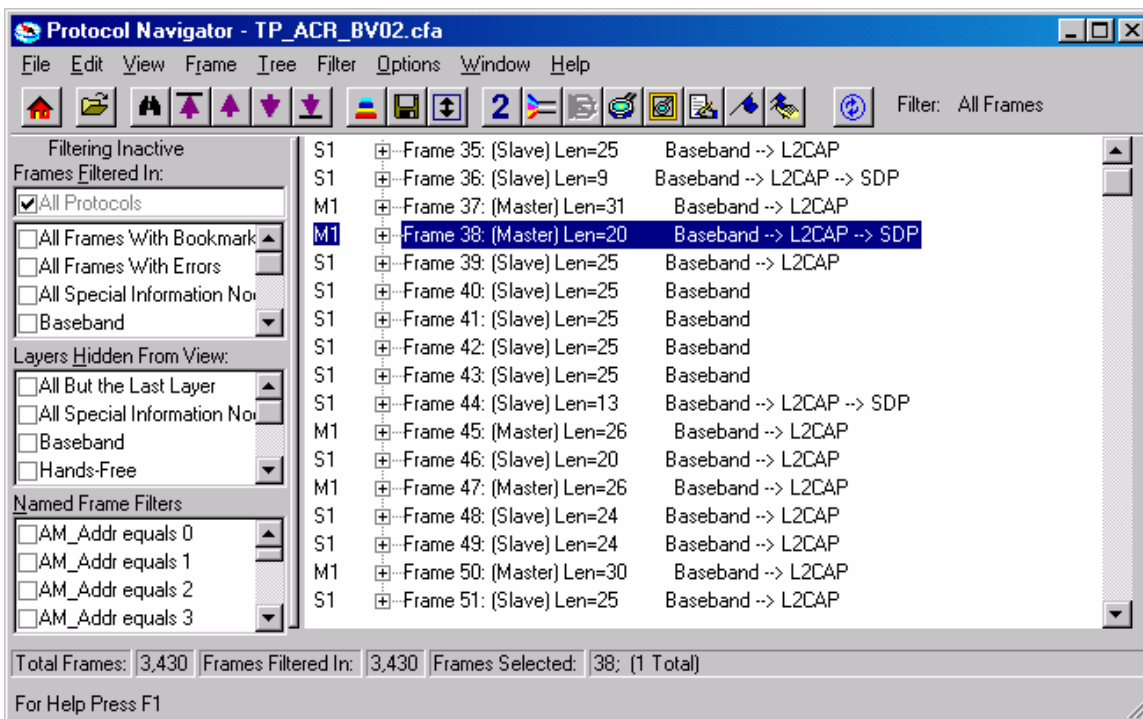 Protocol Navigator - TP_ACR_BV02.cfa
File Edit View Frame Tree Filter Options Window Help
2 Filter: All Frames
Filtering Inactive
Frames Filtered In:
All Protocols
All Frames With Bookmark
All Frames With Errors
All Special Information No
Baseband
Layers Hidden From View:
All But the Last Layer
All Special Information No
Baseband
Hands-Free
Named Frame Filters
AM_Addr equals 0
AM_Addr equals 1
AM_Addr equals 2
AM_Addr equals 3
S1 Frame 35: (Slave) Len=25 Baseband --> L2CAP
S1 Frame 36: (Slave) Len=9 Baseband --> L2CAP --> SDP
M1 Frame 37: (Master) Len=31 Baseband --> L2CAP
M1 Frame 38: (Master) Len=20 Baseband --> L2CAP --> SDP
S1 Frame 39: (Slave) Len=25 Baseband --> L2CAP
S1 Frame 40: (Slave) Len=25 Baseband
S1 Frame 41: (Slave) Len=25 Baseband
S1 Frame 42: (Slave) Len=25 Baseband
S1 Frame 43: (Slave) Len=25 Baseband
S1 Frame 44: (Slave) Len=13 Baseband --> L2CAP --> SDP
M1 Frame 45: (Master) Len=26 Baseband --> L2CAP
S1 Frame 46: (Slave) Len=20 Baseband --> L2CAP
M1 Frame 47: (Master) Len=26 Baseband --> L2CAP
S1 Frame 48: (Slave) Len=24 Baseband --> L2CAP
S1 Frame 49: (Slave) Len=24 Baseband --> L2CAP
M1 Frame 50: (Master) Len=30 Baseband --> L2CAP
S1 Frame 51: (Slave) Len=25 Baseband --> L2CAP
Total Frames: 3,430 Frames Filtered In: 3,430 Frames Selected: 38; (1 Total)
For Help Press F1